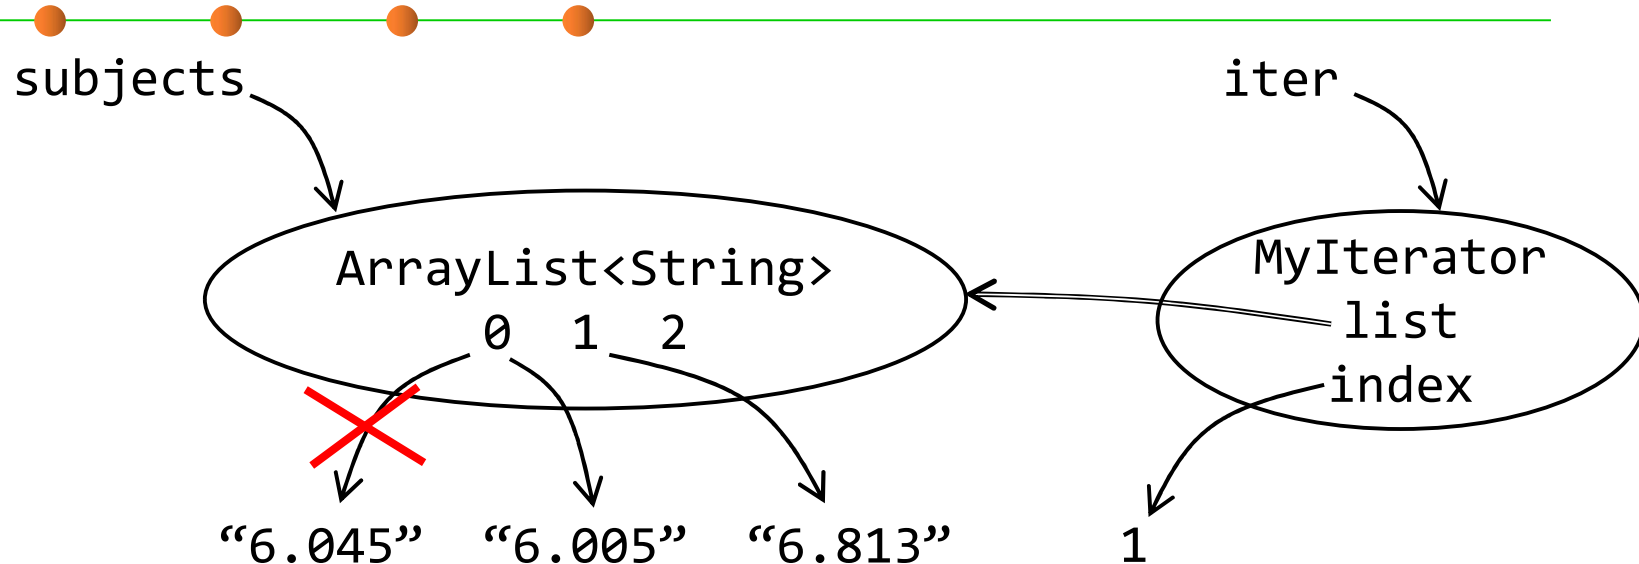 subjects iter
ArrayList<String> MyIterator
0 1 2 list
index
“6.045” “6.005” “6.813” 1